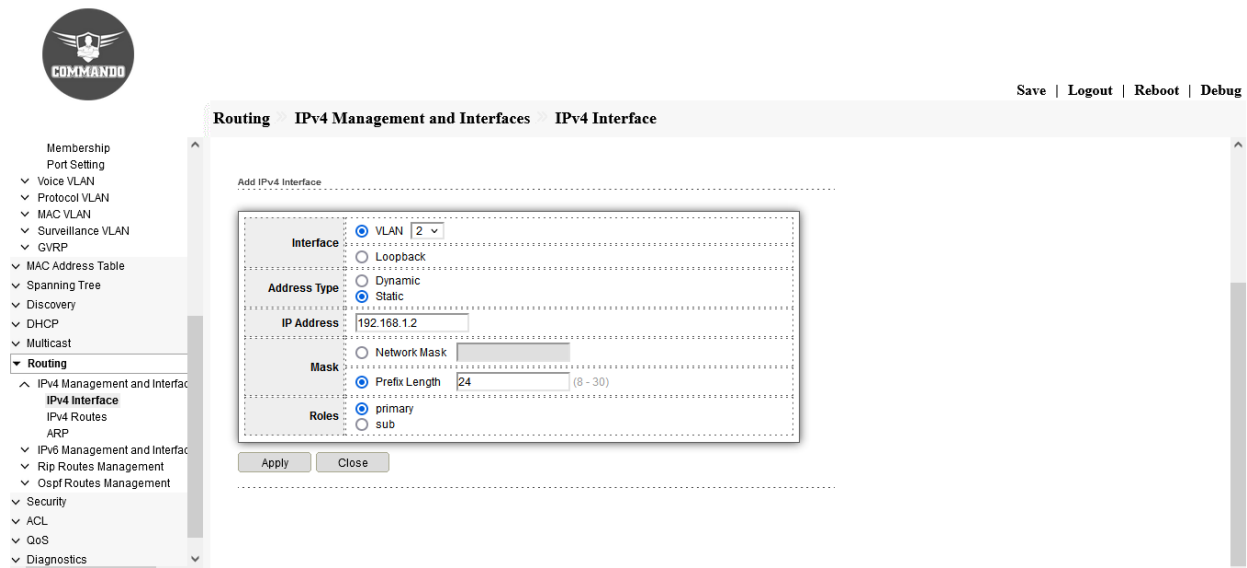 COMMANDO
Save | Logout | Reboot | Debug
Routing IPv4 Management and Interfaces IPv4 Interface
Membership
Port Setting
Voice VLAN
Protocol VLAN
MAC VLAN
Surveillance VLAN
GVRP
MAC Address Table
Spanning Tree
Discovery
DHCP
Multicast
Routing
IPv4 Management and Interfac
IPv4 Interface
IPv4 Routes
ARP
IPv6 Management and Interfac
Rip Routes Management
Ospf Routes Management
Security
ACL
QoS
Diagnostics
Add IPv4 Interface
Interface
VLAN 2
Loopback
Address Type
Dynamic
Static
IP Address 192.168.1.2
Mask
Network Mask
Prefix Length 24 (8 - 30)
Roles
primary
sub
Apply Close